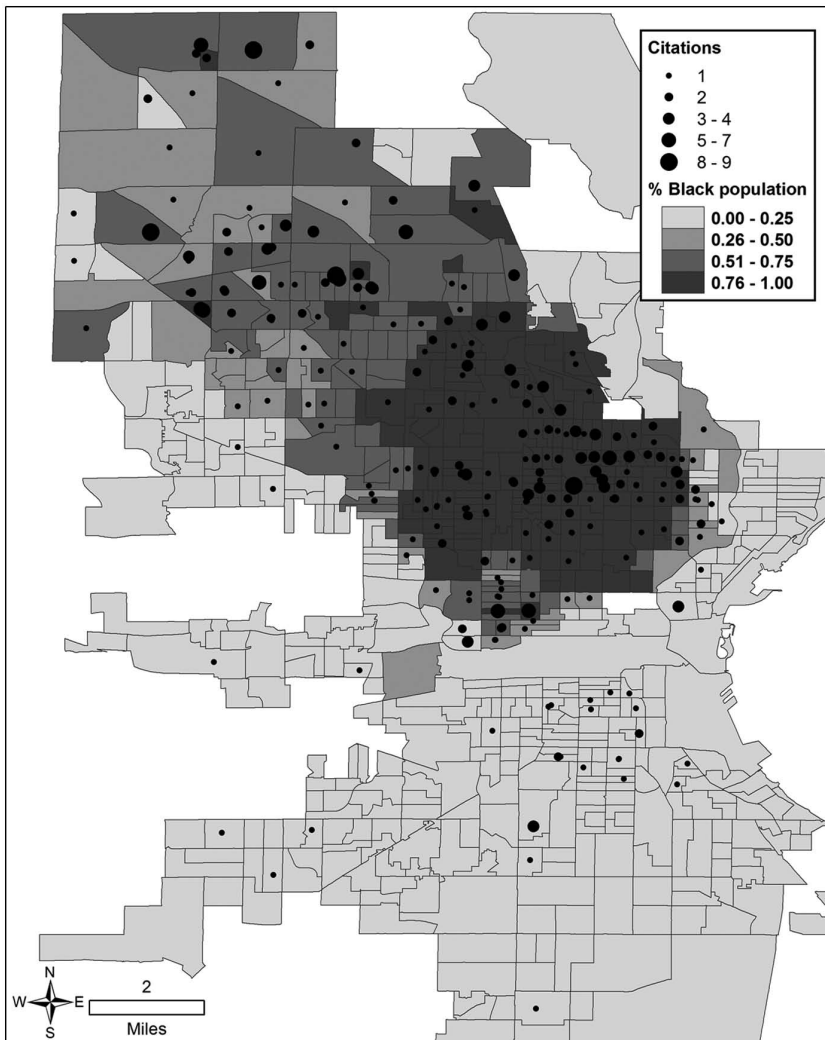 Citations
1
2
3 - 4
5 - 7
8 - 9
% Black population
0.00 - 0.25
0.26 - 0.50
0.51 - 0.75
0.76 - 1.00
N
W E
S
2
Miles